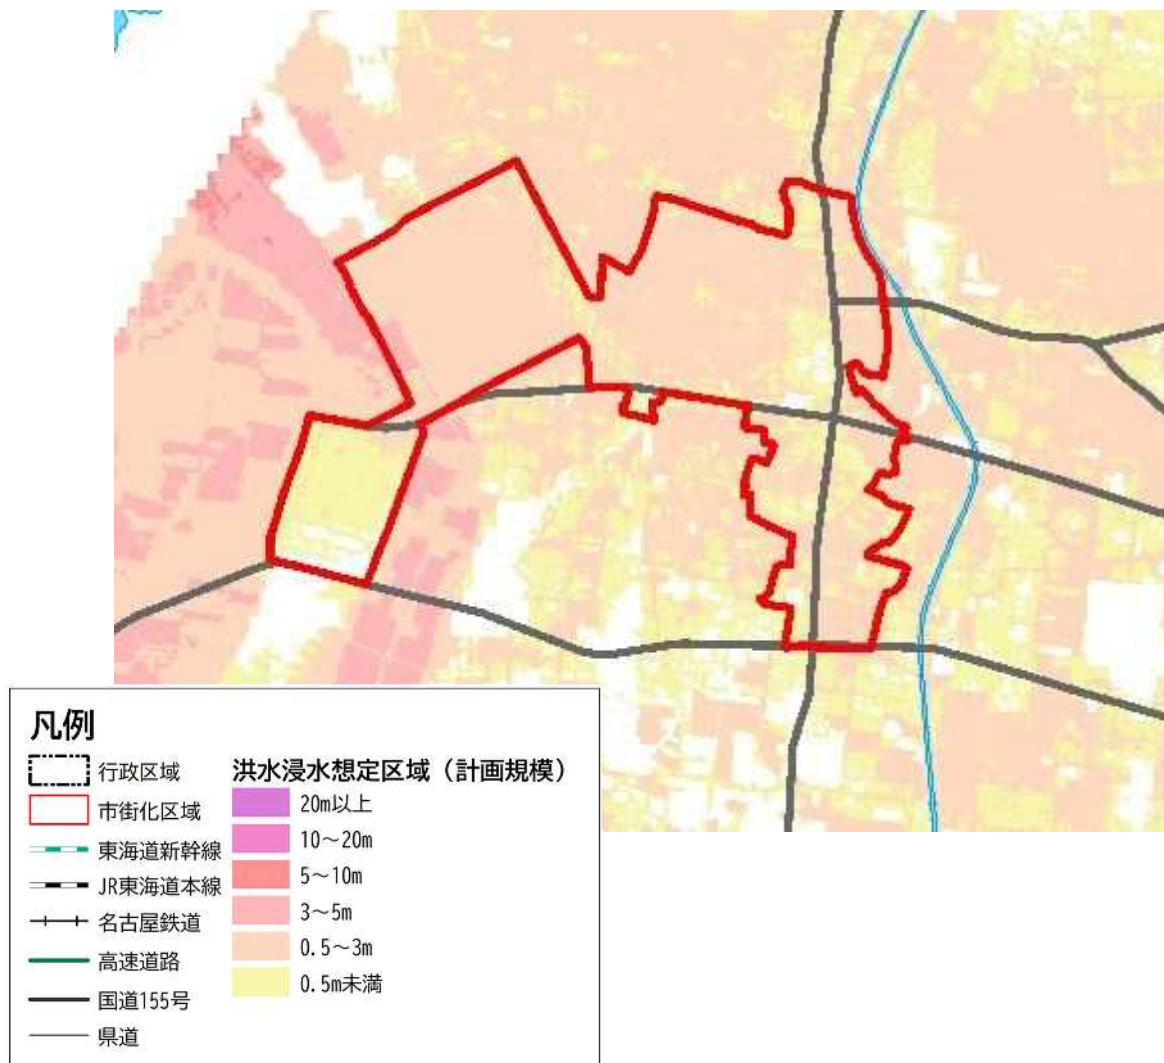 凡例
行政区域
市街化区域
東海道新幹線
JR東海道本線
名古屋鉄道
高速道路
国道155号
県道
洪水浸水想定区域（計画規模）
20m以上
10～20m
5～10m
3～5m
0.5～3m
0.5m未満